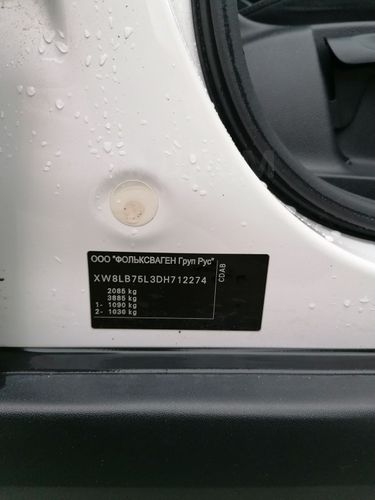 ООО "ФОЛЬКСВАГЕН Груп Рус"
XW8LB75L3DH712274
2085 kg
3885 kg
1- 1090 kg
2- 1030 kg
CDAB